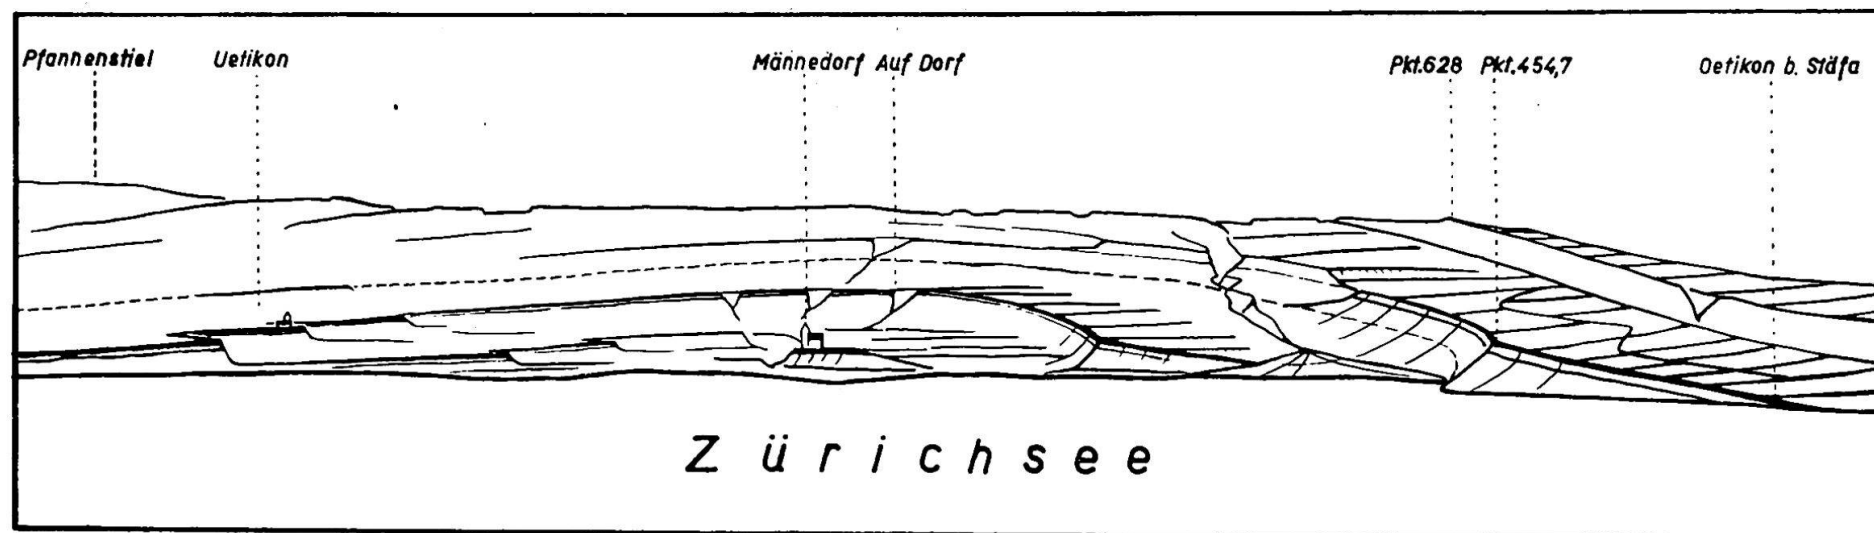 Pfannenstiel Uetikon Männedorf Auf Dorf Pkt.628 Pkt.454,7 Oetikon b. Stäfa
Zürichsee